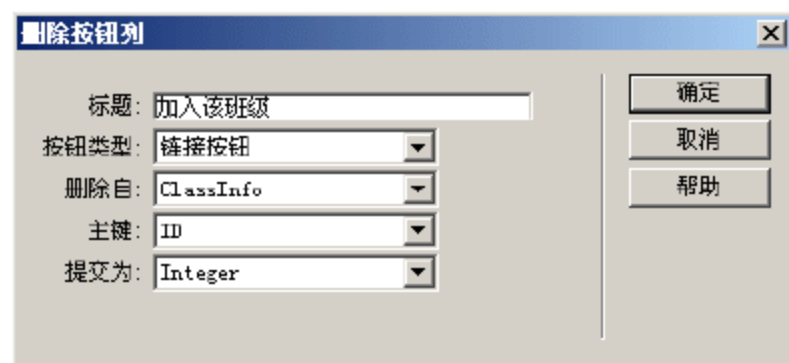 删除按钮列
标题: 加入该班级
按钮类型: 链接按钮
删除自: ClassInfo
主键: ID
提交为: Integer
确定
取消
帮助